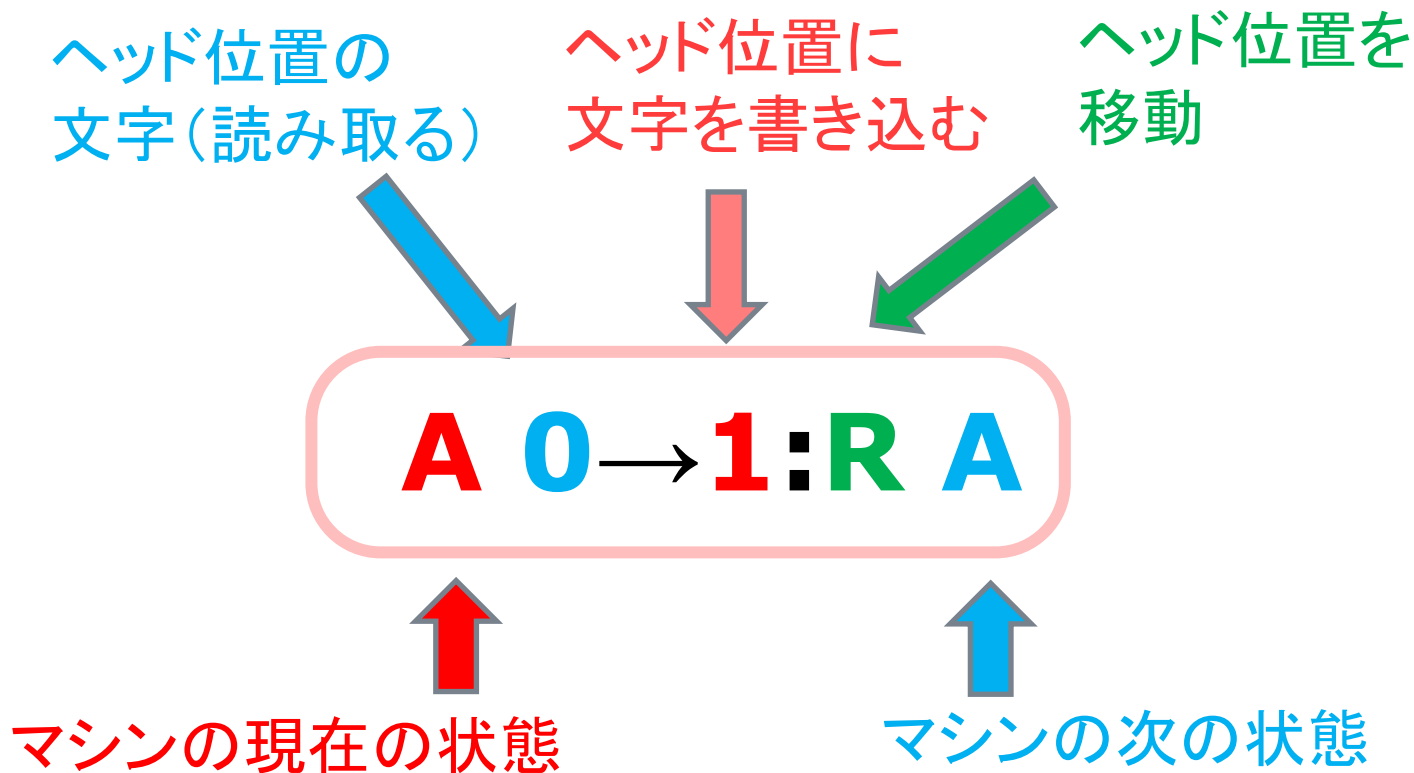 ヘッド位置の
文字（読み取る）
ヘッド位置に
文字を書き込む
ヘッド位置を
移動
A 0→1:R A
マシンの現在の状態
マシンの次の状態